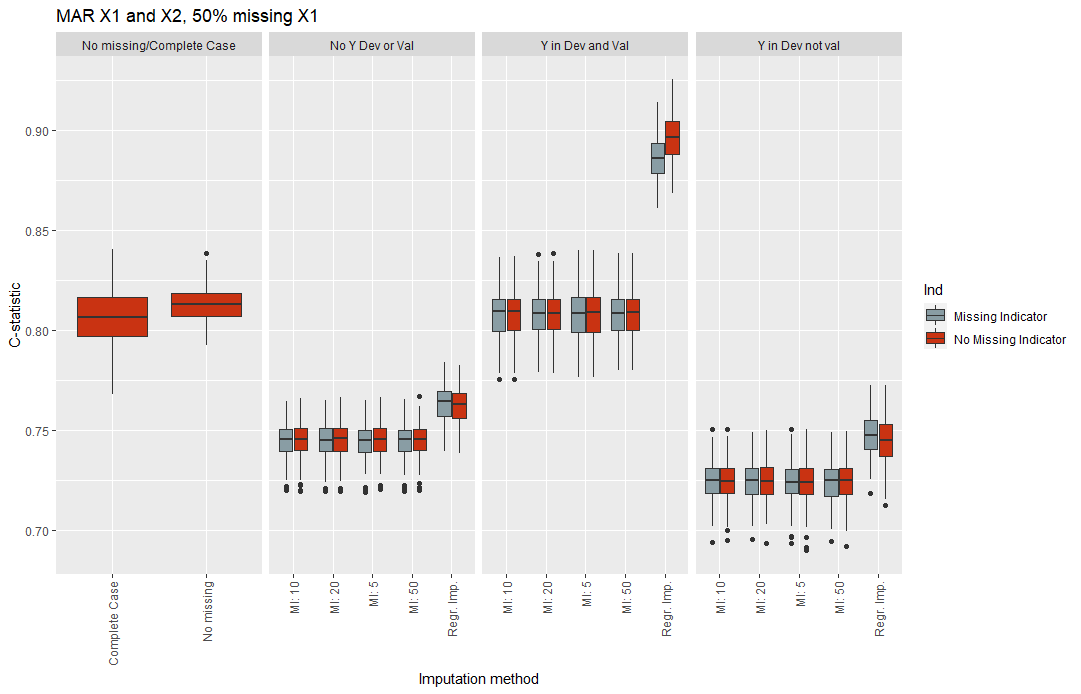 MAR X1 and X2, 50% missing X1
No missing/Complete Case
No Y Dev or Val
Y in Dev and Val
Y in Dev not val
C-statistic
0.90
0.85
0.80
0.75
0.70
Complete Case
No missing
MI: 10
MI: 20
MI: 5
MI: 50
Regr. Imp.
MI: 10
MI: 20
MI: 5
MI: 50
Regr. Imp.
MI: 10
MI: 20
MI: 5
MI: 50
Regr. Imp.
Imputation method
Ind
Missing Indicator
No Missing Indicator